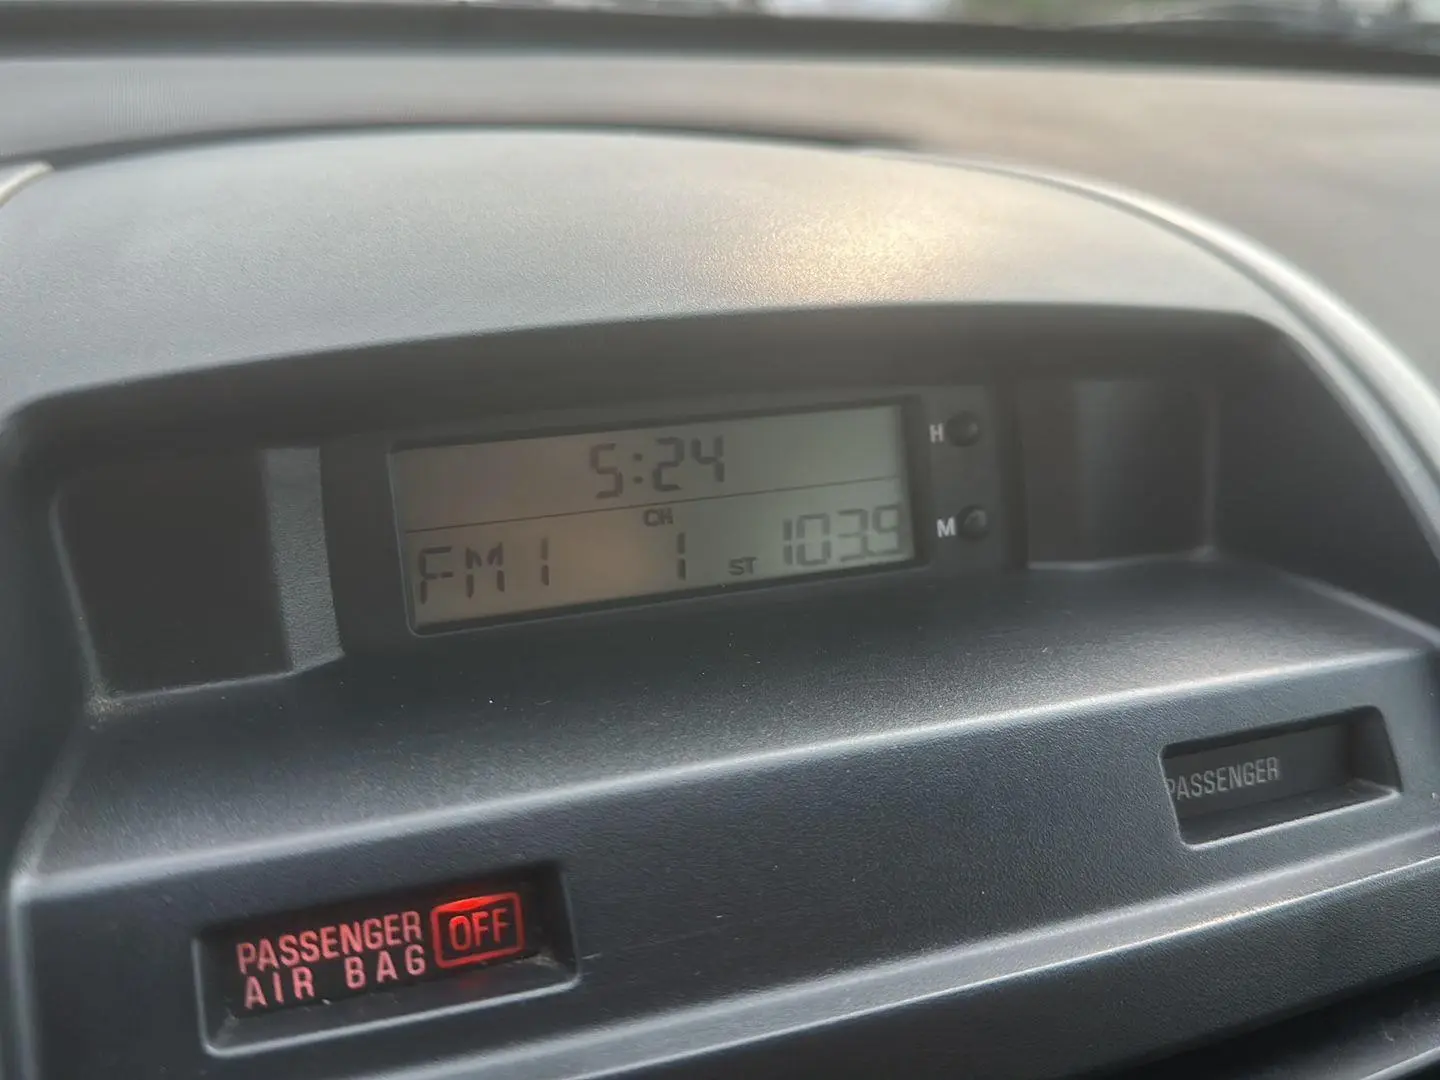 5:24
H
CH
FM1 1 ST 103.9
M
PASSENGER
PASSENGER OFF
AIR BAG